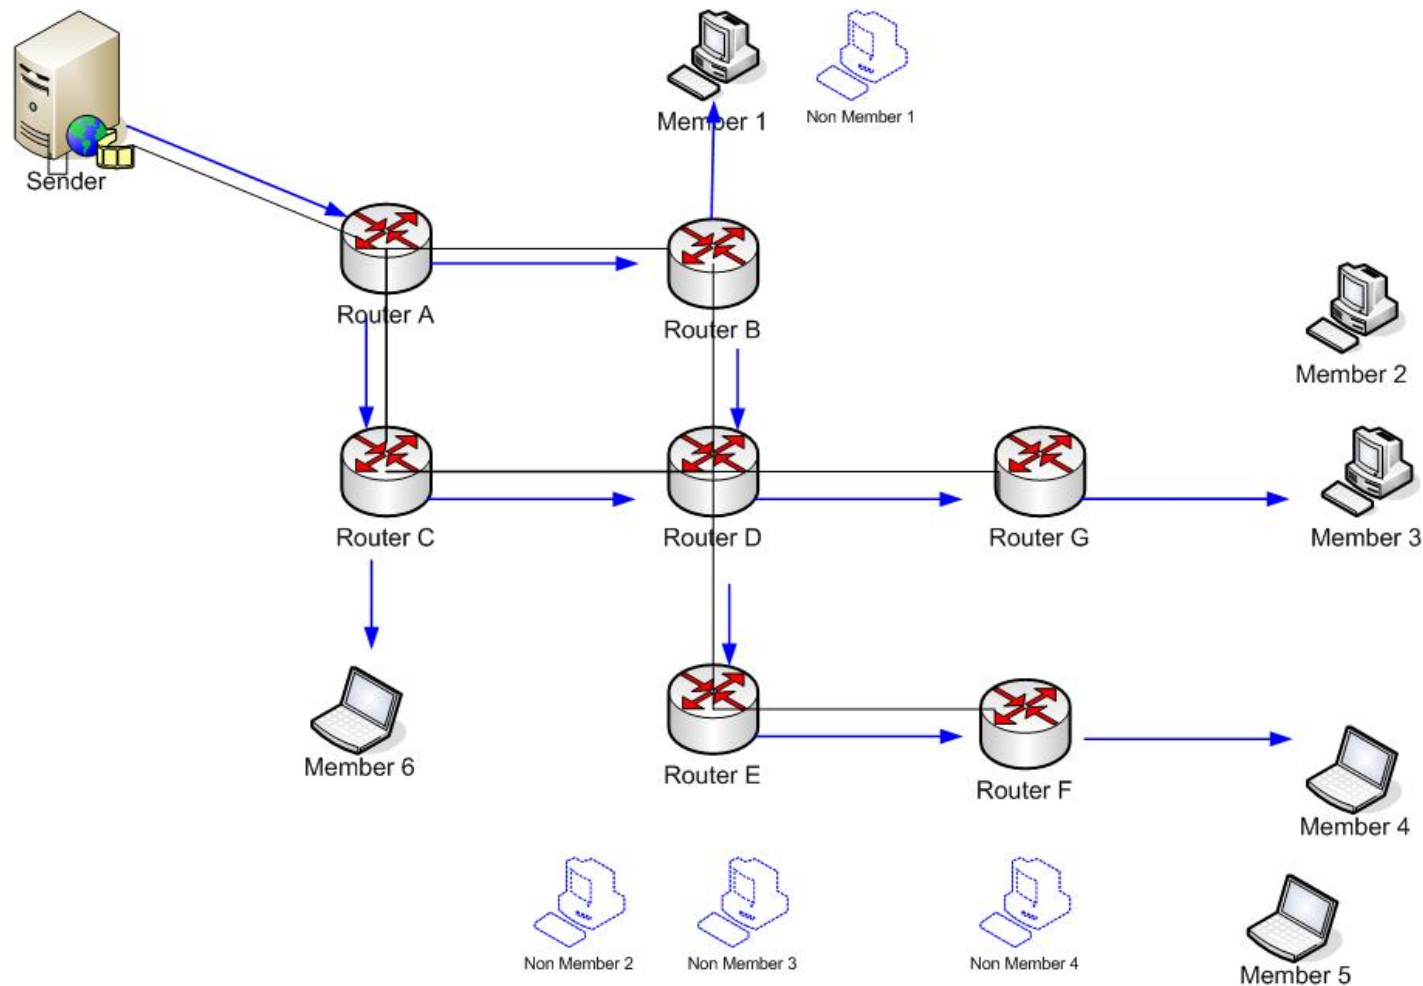 Member 1
Non Member 1
Sender
Router A
Router B
Member 2
Router C
Router D
Router G
Member 3
Member 6
Router E
Router F
Member 4
Non Member 2
Non Member 3
Non Member 4
Member 5